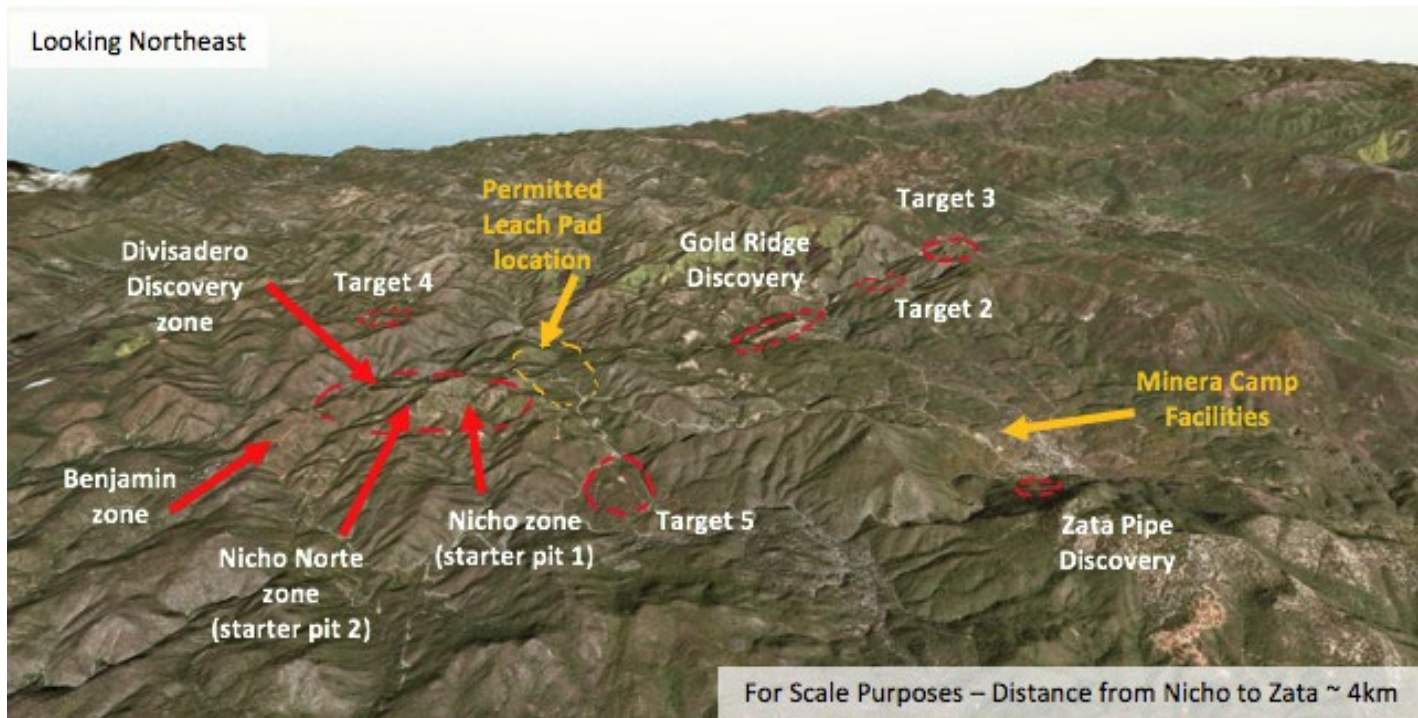 Looking Northeast
Permitted
Leach Pad
location
Target 3
Gold Ridge
Discovery
Divisadero
Discovery
zone
Target 4
Target 2
Minera Camp
Facilities
Benjamin
zone
Nicho Norte
zone
(starter pit 2)
Nicho zone
(starter pit 1)
Target 5
Zata Pipe
Discovery
For Scale Purposes – Distance from Nicho to Zata ~ 4km